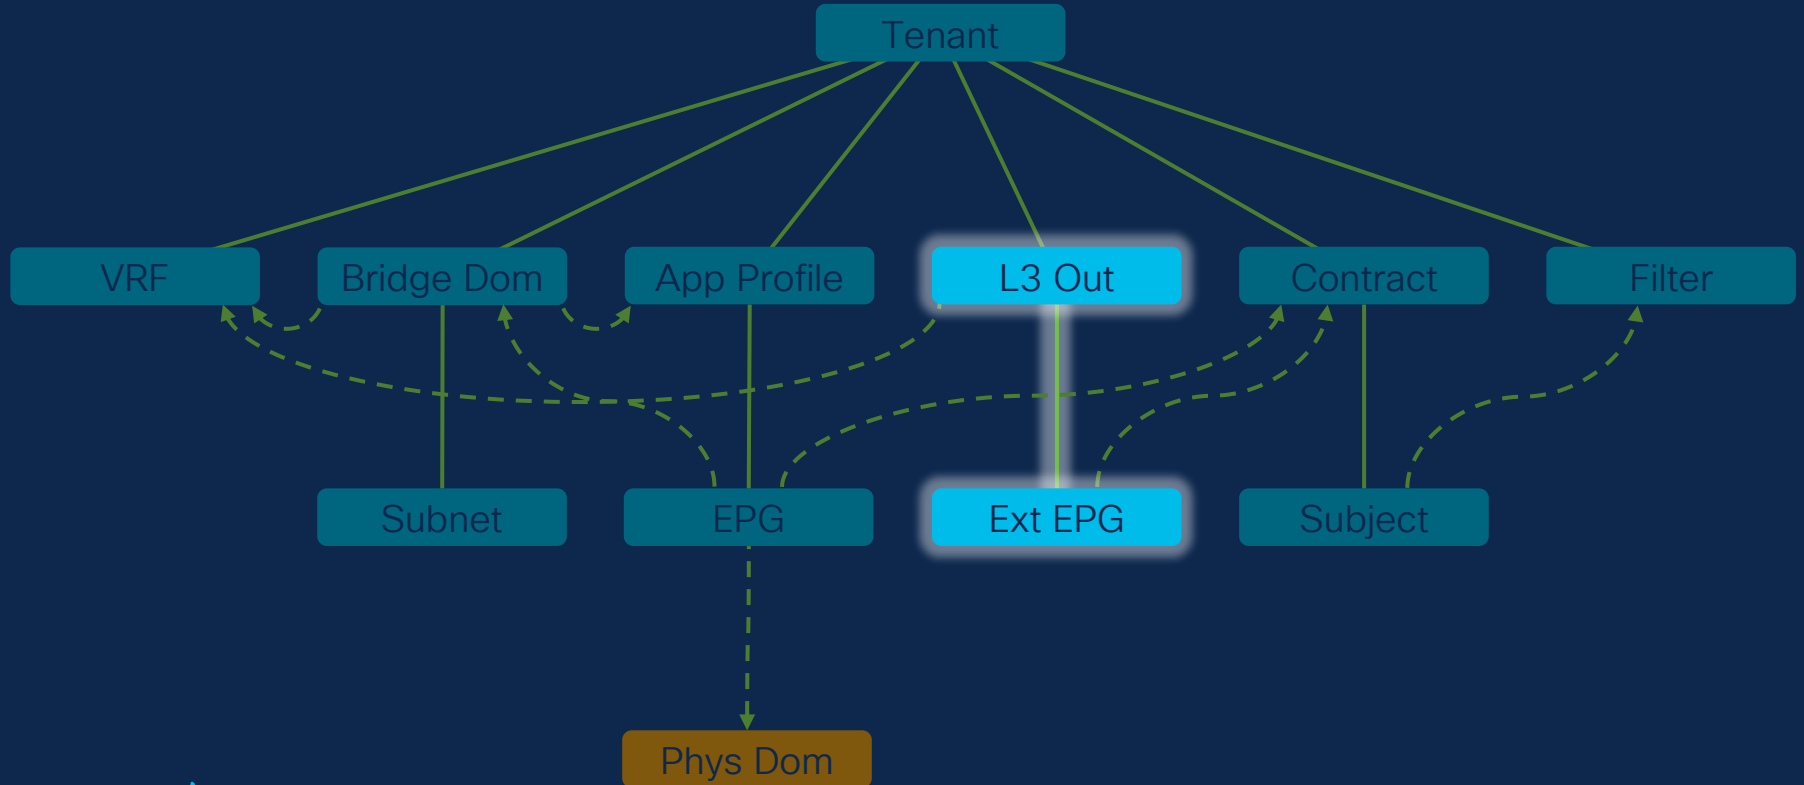 Tenant
VRF
Bridge Dom
App Profile
L3 Out
Contract
Filter
Subnet
EPG
Ext EPG
Subject
Phys Dom